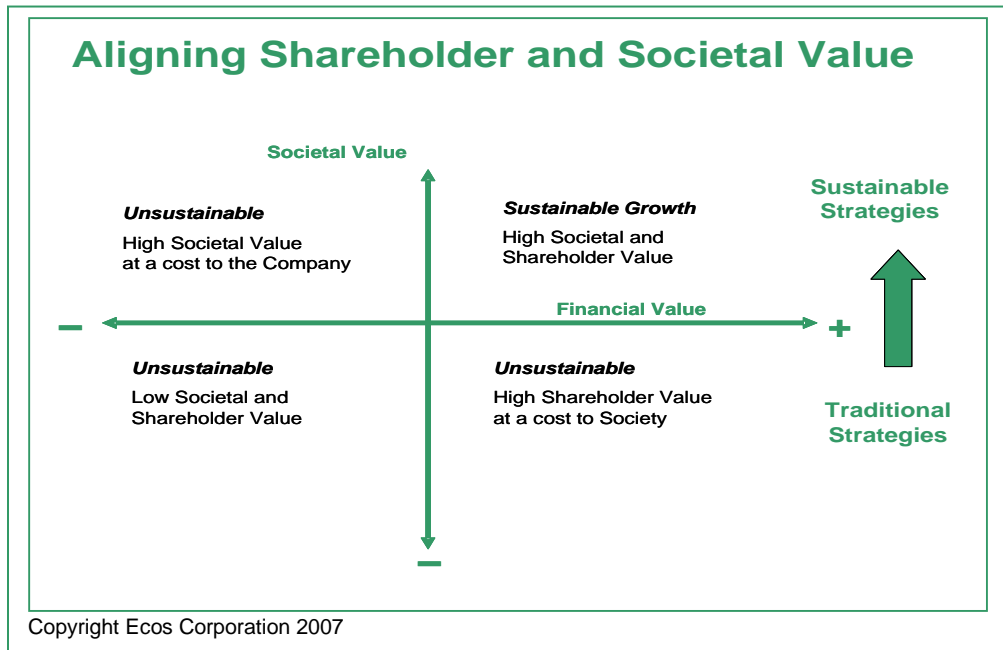 Aligning Shareholder and Societal Value
Societal Value
Unsustainable
High Societal Value
at a cost to the Company
Sustainable Growth
High Societal and
Shareholder Value
Sustainable
Strategies
Financial Value
–
+
Unsustainable
Low Societal and
Shareholder Value
Unsustainable
High Shareholder Value
at a cost to Society
Traditional
Strategies
–
Copyright Ecos Corporation 2007